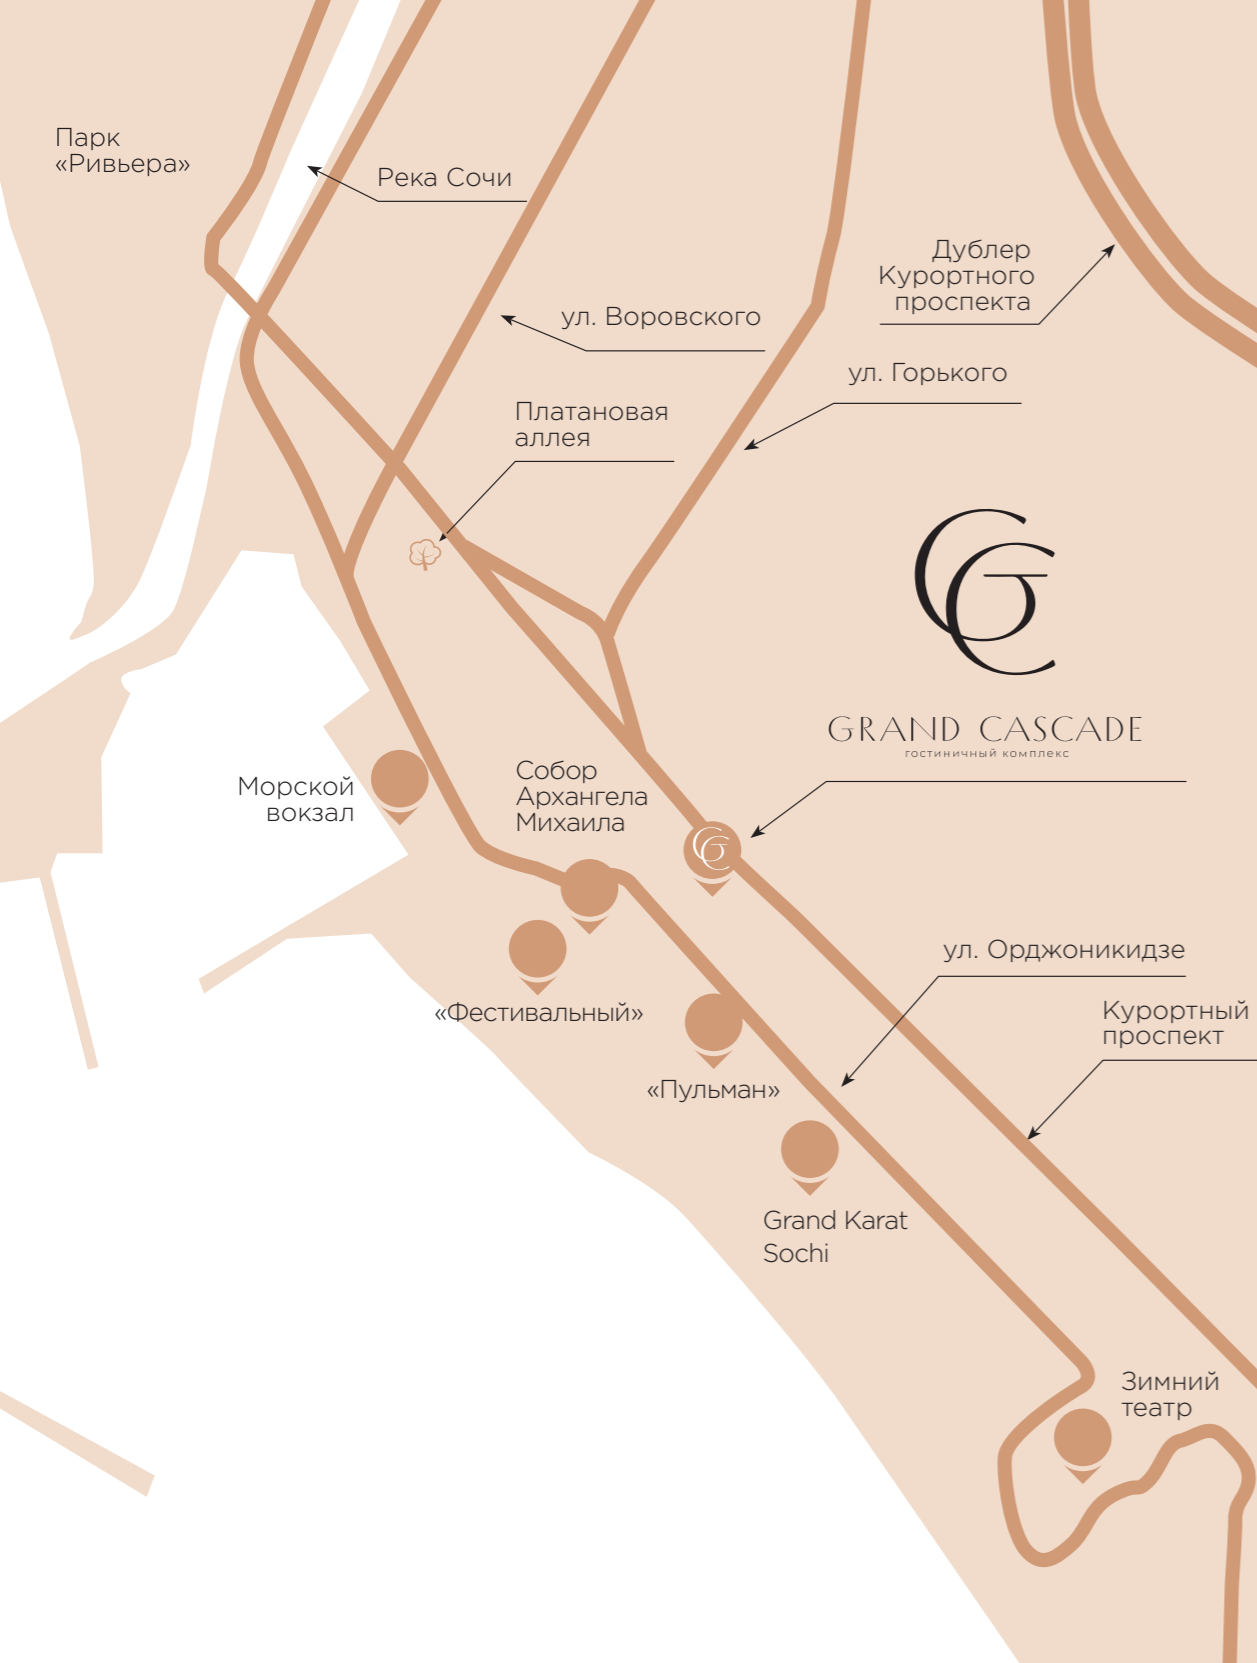 Парк
«Ривьера»
Река Сочи
Дублер
Курортного
проспекта
ул. Воровского
ул. Горького
Платановая
аллея
GRAND CASCADE
гостиничный комплекс
Морской
вокзал
Собор
Архангела
Михаила
ул. Орджоникидзе
«Фестивальный»
Курортный
проспект
«Пульман»
Grand Karat
Sochi
Зимний
театр